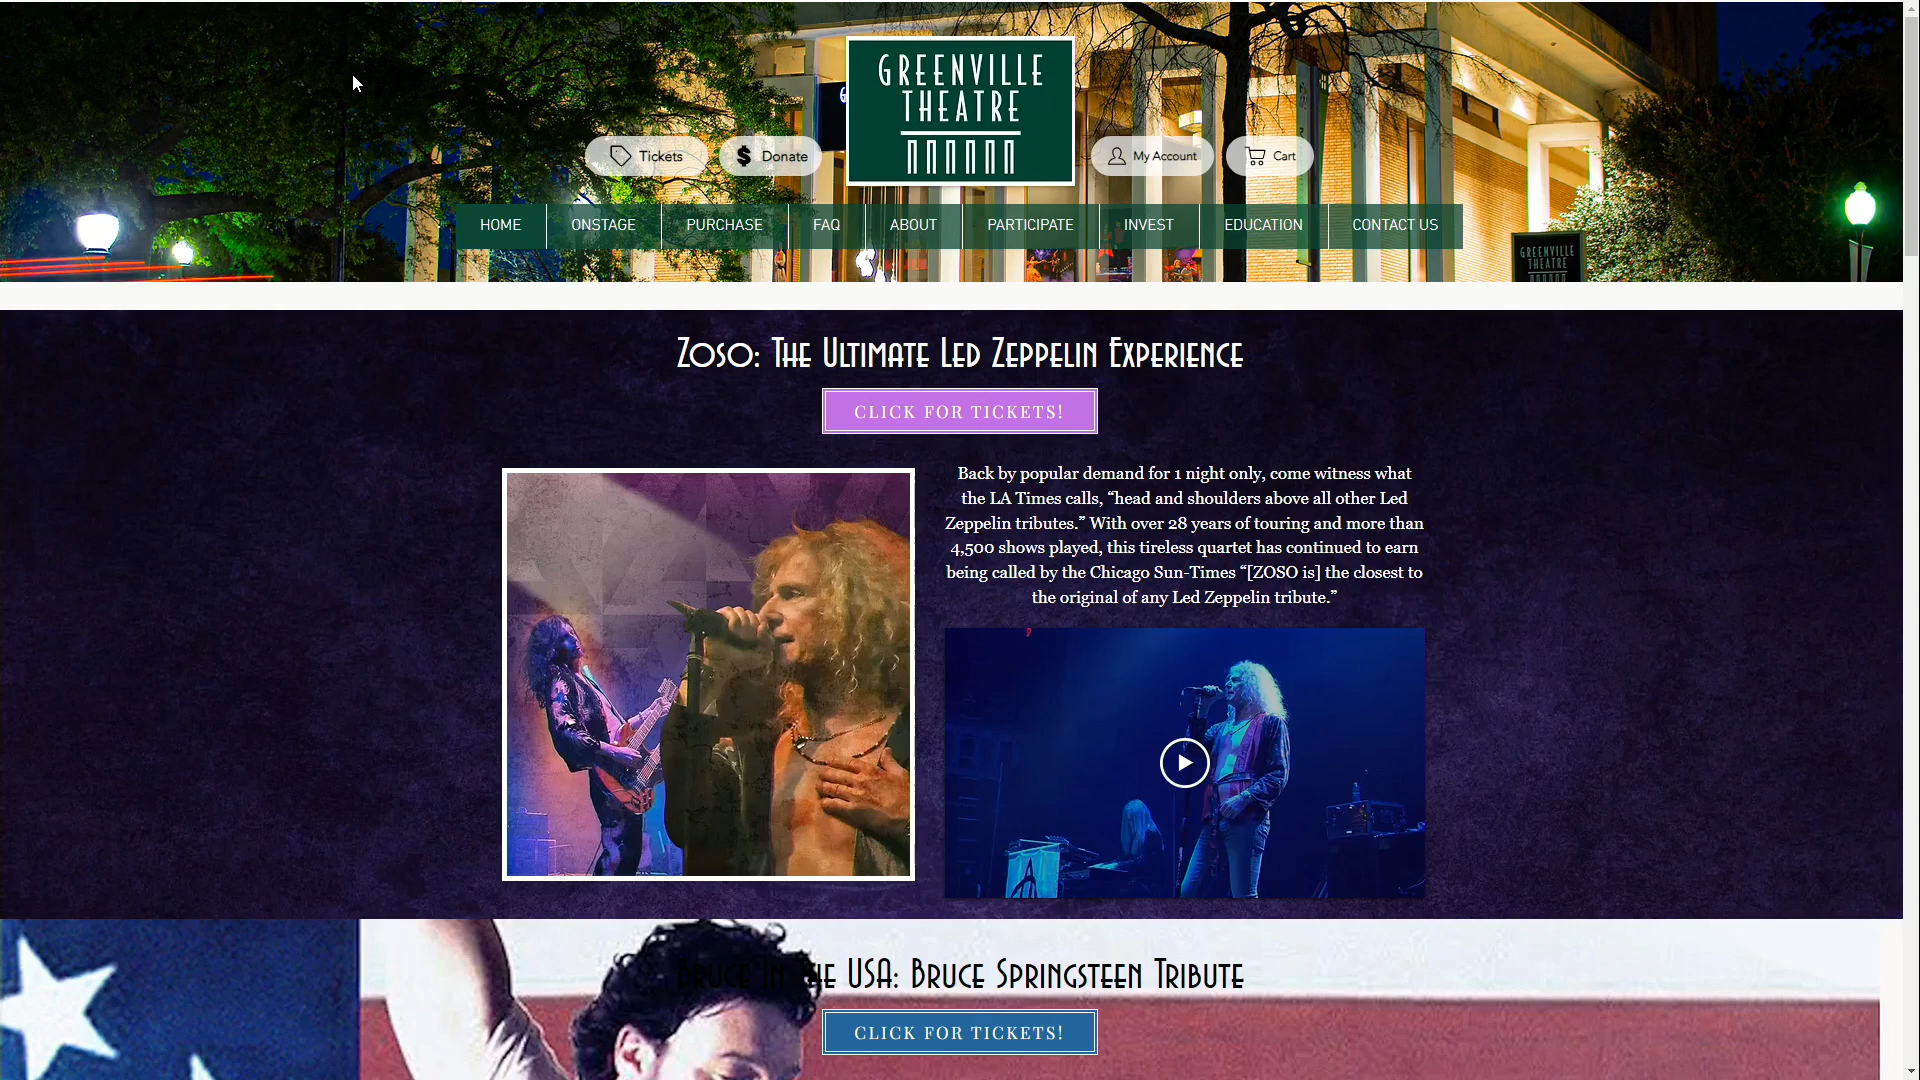 GREENVILLE
THEATRE
Tickets
Donate
My Account
Cart
HOME
ONSTAGE
PURCHASE
FAQ
ABOUT
PARTICIPATE
INVEST
EDUCATION
CONTACT US
GREENVILLE
THEATRE
Zoso: The Ultimate Led Zeppelin Experience
CLICK FOR TICKETS!
Back by popular demand for 1 night only, come witness what
the LA Times calls, “head and shoulders above all other Led
Zeppelin tributes.” With over 28 years of touring and more than
4,500 shows played, this tireless quartet has continued to earn
being called by the Chicago Sun-Times “[ZOSO is] the closest to
the original of any Led Zeppelin tribute.”
Bruce In The USA: Bruce Springsteen Tribute
CLICK FOR TICKETS!